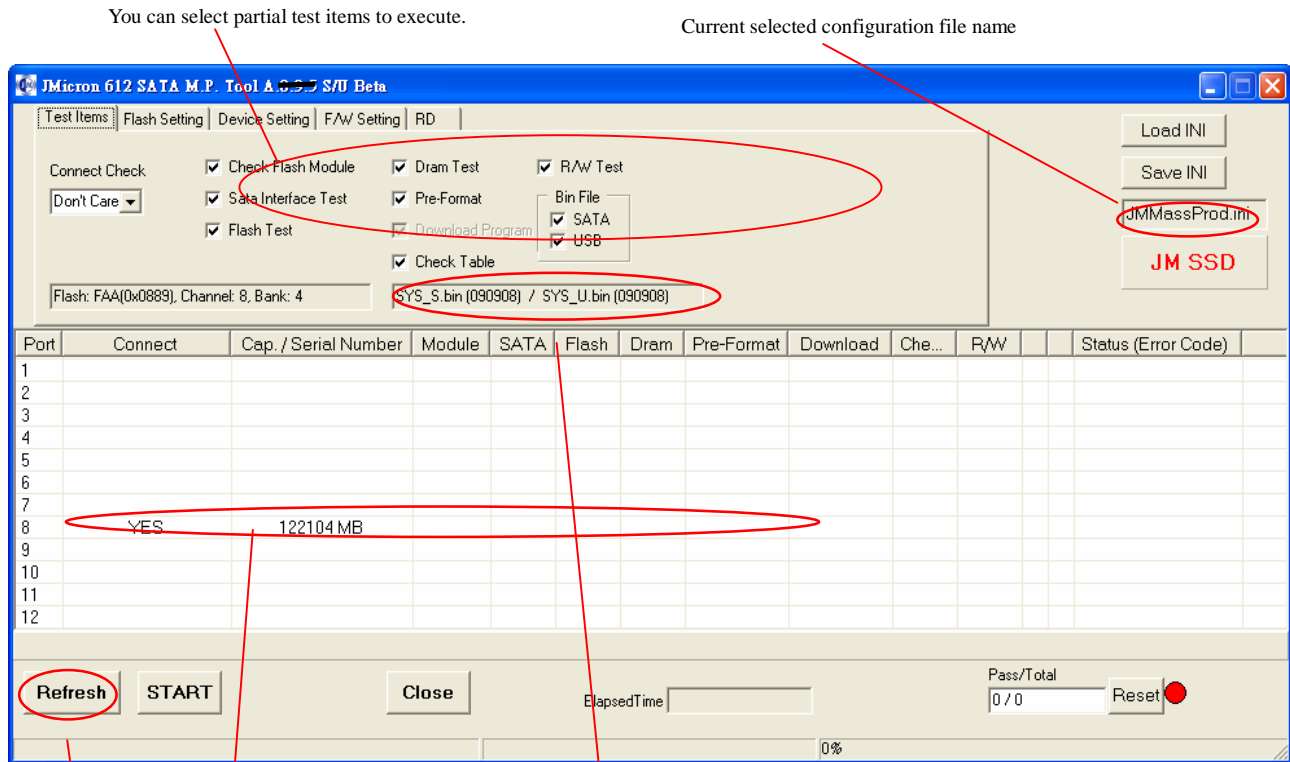 You can select partial test items to execute.
Current selected configuration file name
JMicron 612 SATA M.P. Tool A.0.9.5 S/U Beta
Test Items Flash Setting Device Setting F/W Setting RD
Load INI
Connect Check Check Flash Module Dram Test R/W Test
Save INI
Don't Care Sata Interface Test Pre-Format Bin File
SATA
JMMassProd.ini
Flash Test Download Program USB
Check Table
JM SSD
Flash: FAA(0x0889), Channel: 8, Bank: 4 SYS_S.bin (090908) / SYS_U.bin (090908)
Port Connect Cap. / Serial Number Module SATA Flash Dram Pre-Format Download Che... R/W Status (Error Code)
1
2
3
4
5
6
7
8 YES 122104 MB
9
10
11
12
Pass/Total
Refresh START Close ElapsedTime 0 / 0 Reset
0%